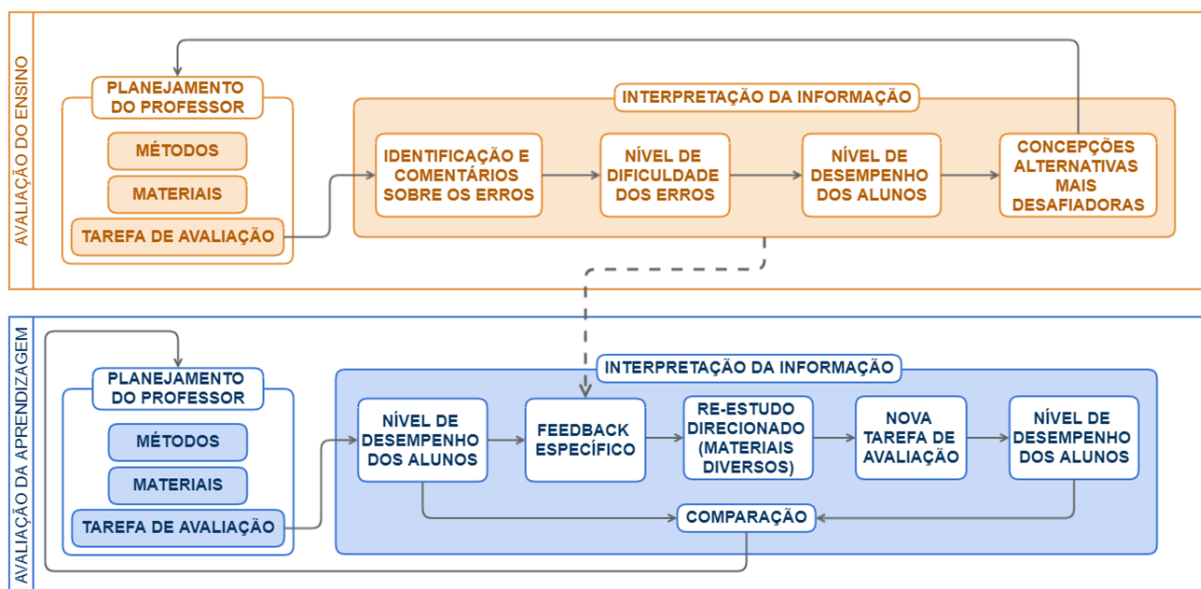 AVALIAÇÃO DO ENSINO
PLANEJAMENTO
DO PROFESSOR
MÉTODOS
MATERIAIS
TAREFA DE AVALIAÇÃO
INTERPRETAÇÃO DA INFORMAÇÃO
IDENTIFICAÇÃO E
COMENTÁRIOS
SOBRE OS ERROS
NÍVEL DE
DIFICULDADE
DOS ERROS
NÍVEL DE
DESEMPENHO
DOS ALUNOS
CONCEPÇÕES
ALTERNATIVAS
MAIS
DESAFIADORAS
AVALIAÇÃO DA APRENDIZAGEM
PLANEJAMENTO
DO PROFESSOR
MÉTODOS
MATERIAIS
TAREFA DE AVALIAÇÃO
INTERPRETAÇÃO DA INFORMAÇÃO
NÍVEL DE
DESEMPENHO
DOS ALUNOS
FEEDBACK
ESPECÍFICO
RE-ESTUDO
DIRECIONADO
(MATERIAIS
DIVERSOS)
NOVA
TAREFA DE
AVALIAÇÃO
NÍVEL DE
DESEMPENHO
DOS ALUNOS
COMPARAÇÃO